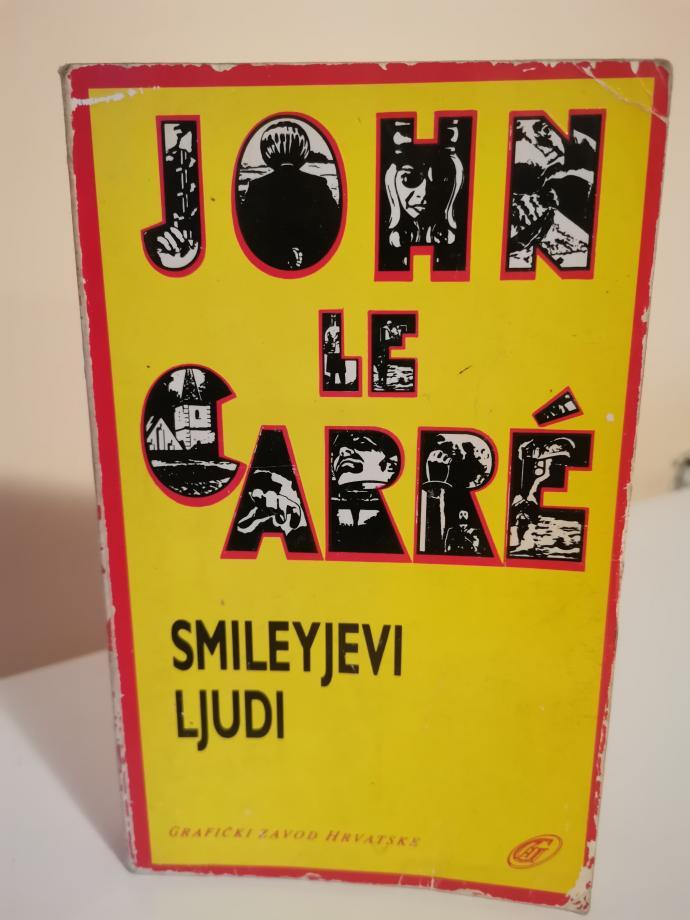 JOHN
LE
CARRÉ
SMILEYJEVI
LJUDI
GRAFIČKI ZAVOD HRVATSKE